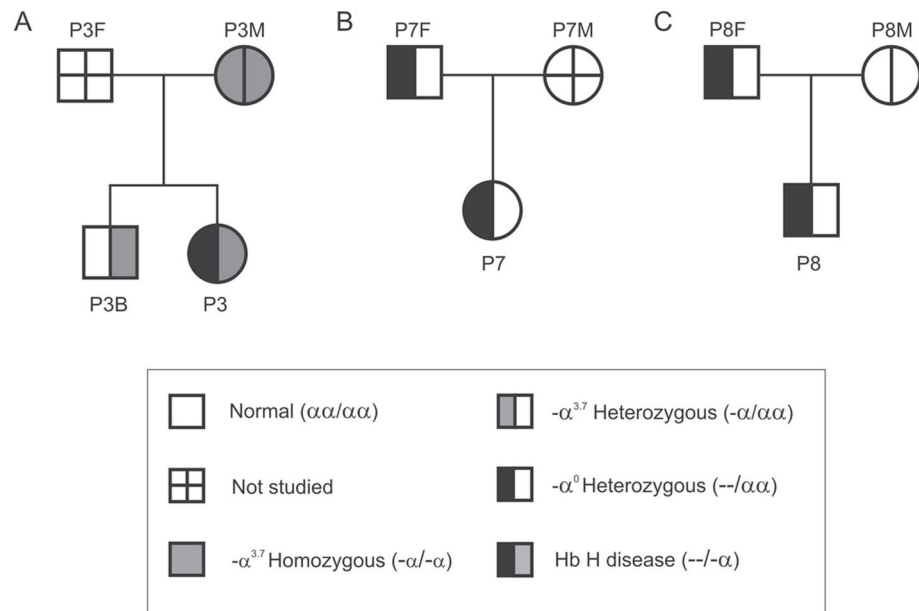 A P3F P3M B P7F P7M C P8F P8M
P3B P3 P7 P8
Normal (αα/αα)
Not studied
-α3.7 Homozygous (-α/-α)
-α3.7 Heterozygous (-α/αα)
-α0 Heterozygous (--/αα)
Hb H disease (--/-α)